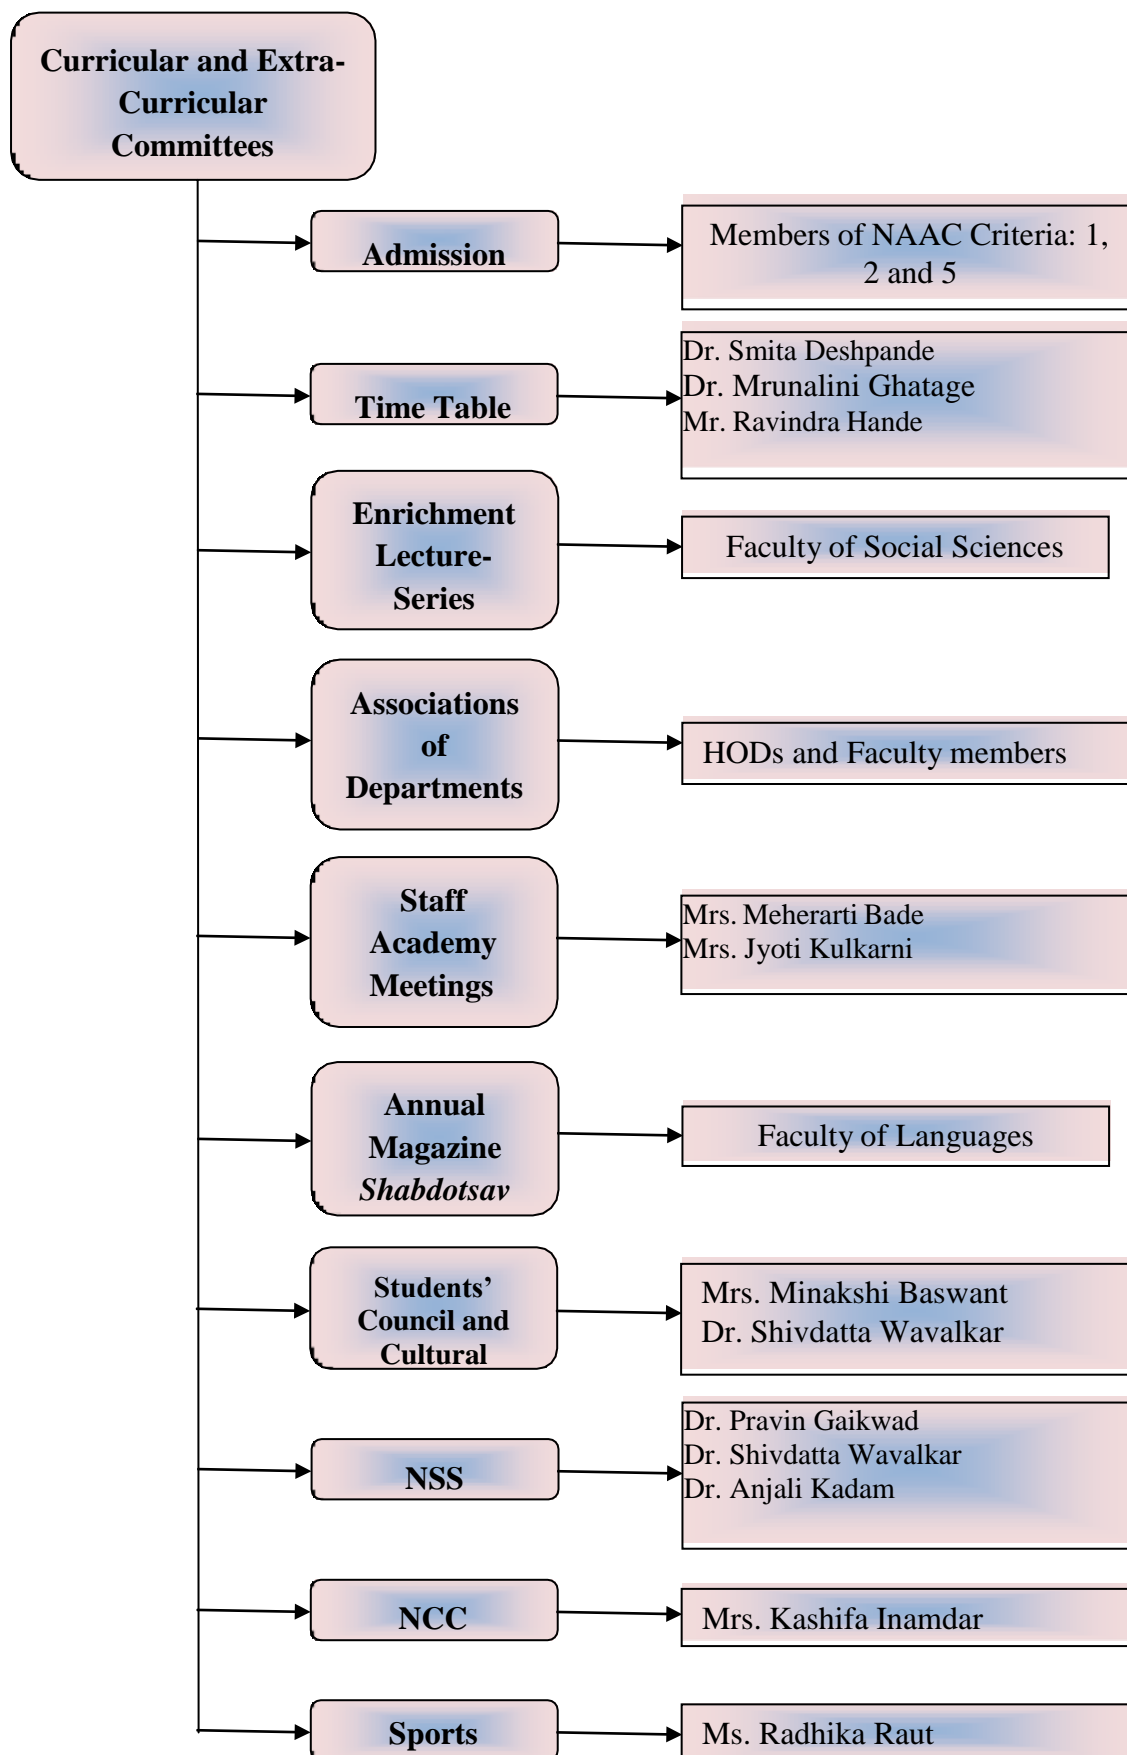 Curricular and Extra-
Curricular
Committees
Admission
Members of NAAC Criteria: 1,
2 and 5
Time Table
Dr. Smita Deshpande
Dr. Mrunalini Ghatage
Mr. Ravindra Hande
Enrichment
Lecture-
Series
Faculty of Social Sciences
Associations
of
Departments
HODs and Faculty members
Staff
Academy
Meetings
Mrs. Meherarti Bade
Mrs. Jyoti Kulkarni
Annual
Magazine
Shabdotsav
Faculty of Languages
Students’
Council and
Cultural
Mrs. Minakshi Baswant
Dr. Shivdatta Wavalkar
NSS
Dr. Pravin Gaikwad
Dr. Shivdatta Wavalkar
Dr. Anjali Kadam
NCC
Mrs. Kashifa Inamdar
Sports
Ms. Radhika Raut